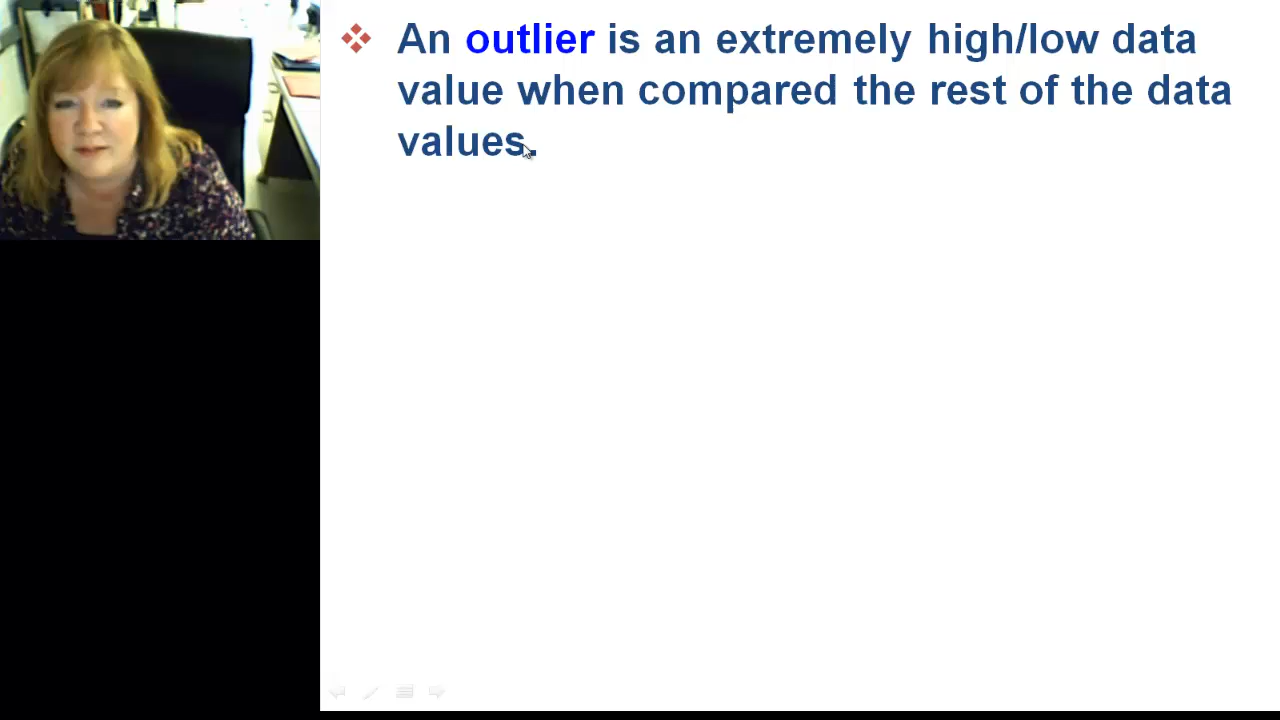 An outlier is an extremely high/low data
value when compared the rest of the data
values.